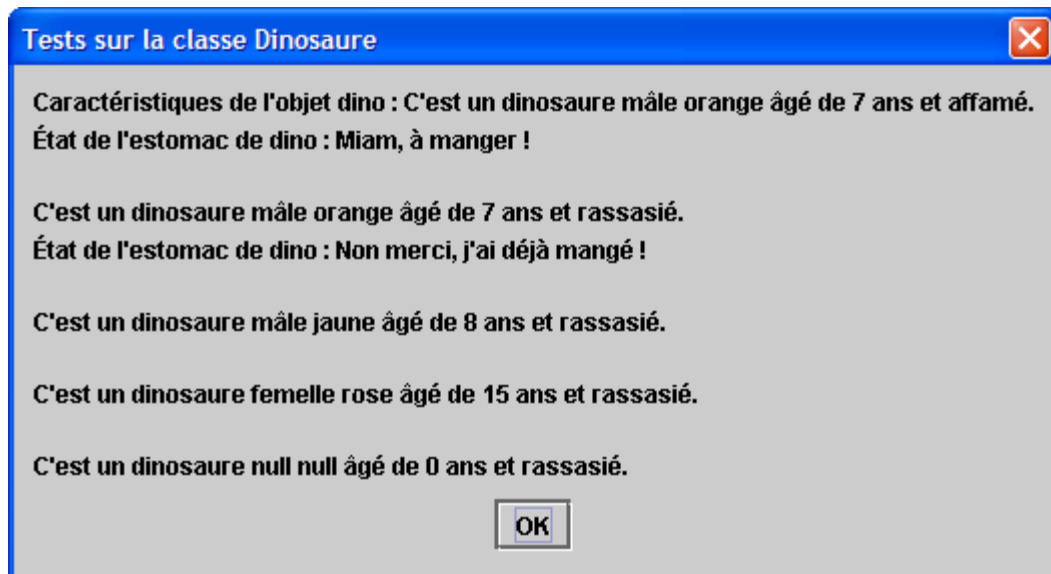 Tests sur la classe Dinosaure
Caractéristiques de l'objet dino : C'est un dinosaure mâle orange âgé de 7 ans et affamé.
État de l'estomac de dino : Miam, à manger !
C'est un dinosaure mâle orange âgé de 7 ans et rassasié.
État de l'estomac de dino : Non merci, j'ai déjà mangé !
C'est un dinosaure mâle jaune âgé de 8 ans et rassasié.
C'est un dinosaure femelle rose âgé de 15 ans et rassasié.
C'est un dinosaure null null âgé de 0 ans et rassasié.
OK